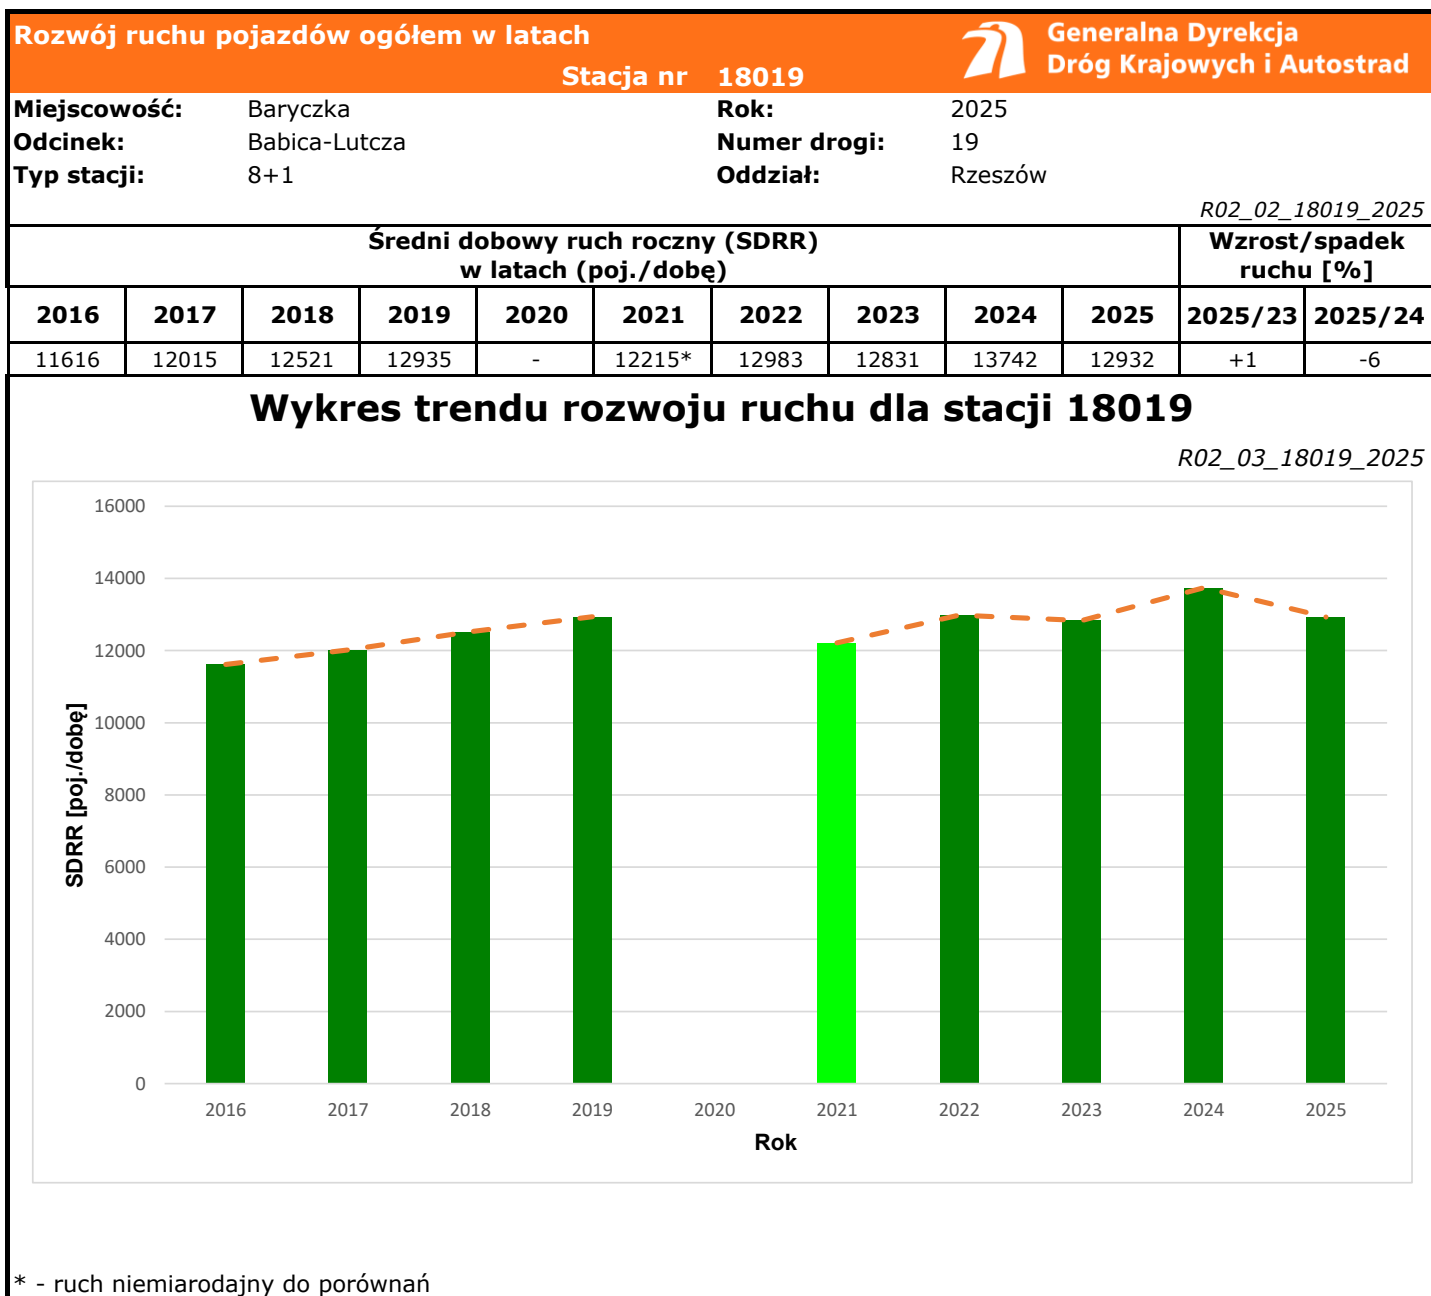 Rozwój ruchu pojazdów ogółem w latach
Generalna Dyrekcja
Dróg Krajowych i Autostrad
Stacja nr 18019
Miejscowość: Baryczka Rok: 2025
Odcinek: Babica-Lutcza Numer drogi: 19
Typ stacji: 8+1 Oddział: Rzeszów
R02_02_18019_2025
Średni dobowy ruch roczny (SDRR) Wzrost/spadek
w latach (poj./dobę) ruchu [%]
2016 2017 2018 2019 2020 2021 2022 2023 2024 2025 2025/23 2025/24
11616 12015 12521 12935 - 12215* 12983 12831 13742 12932 +1 -6
Wykres trendu rozwoju ruchu dla stacji 18019
R02_03_18019_2025
16000
14000
12000
10000
8000
6000
4000
2000
0
SDRR [poj./dobę]
2016 2017 2018 2019 2020 2021 2022 2023 2024 2025
Rok
* - ruch niemiarodajny do porównań